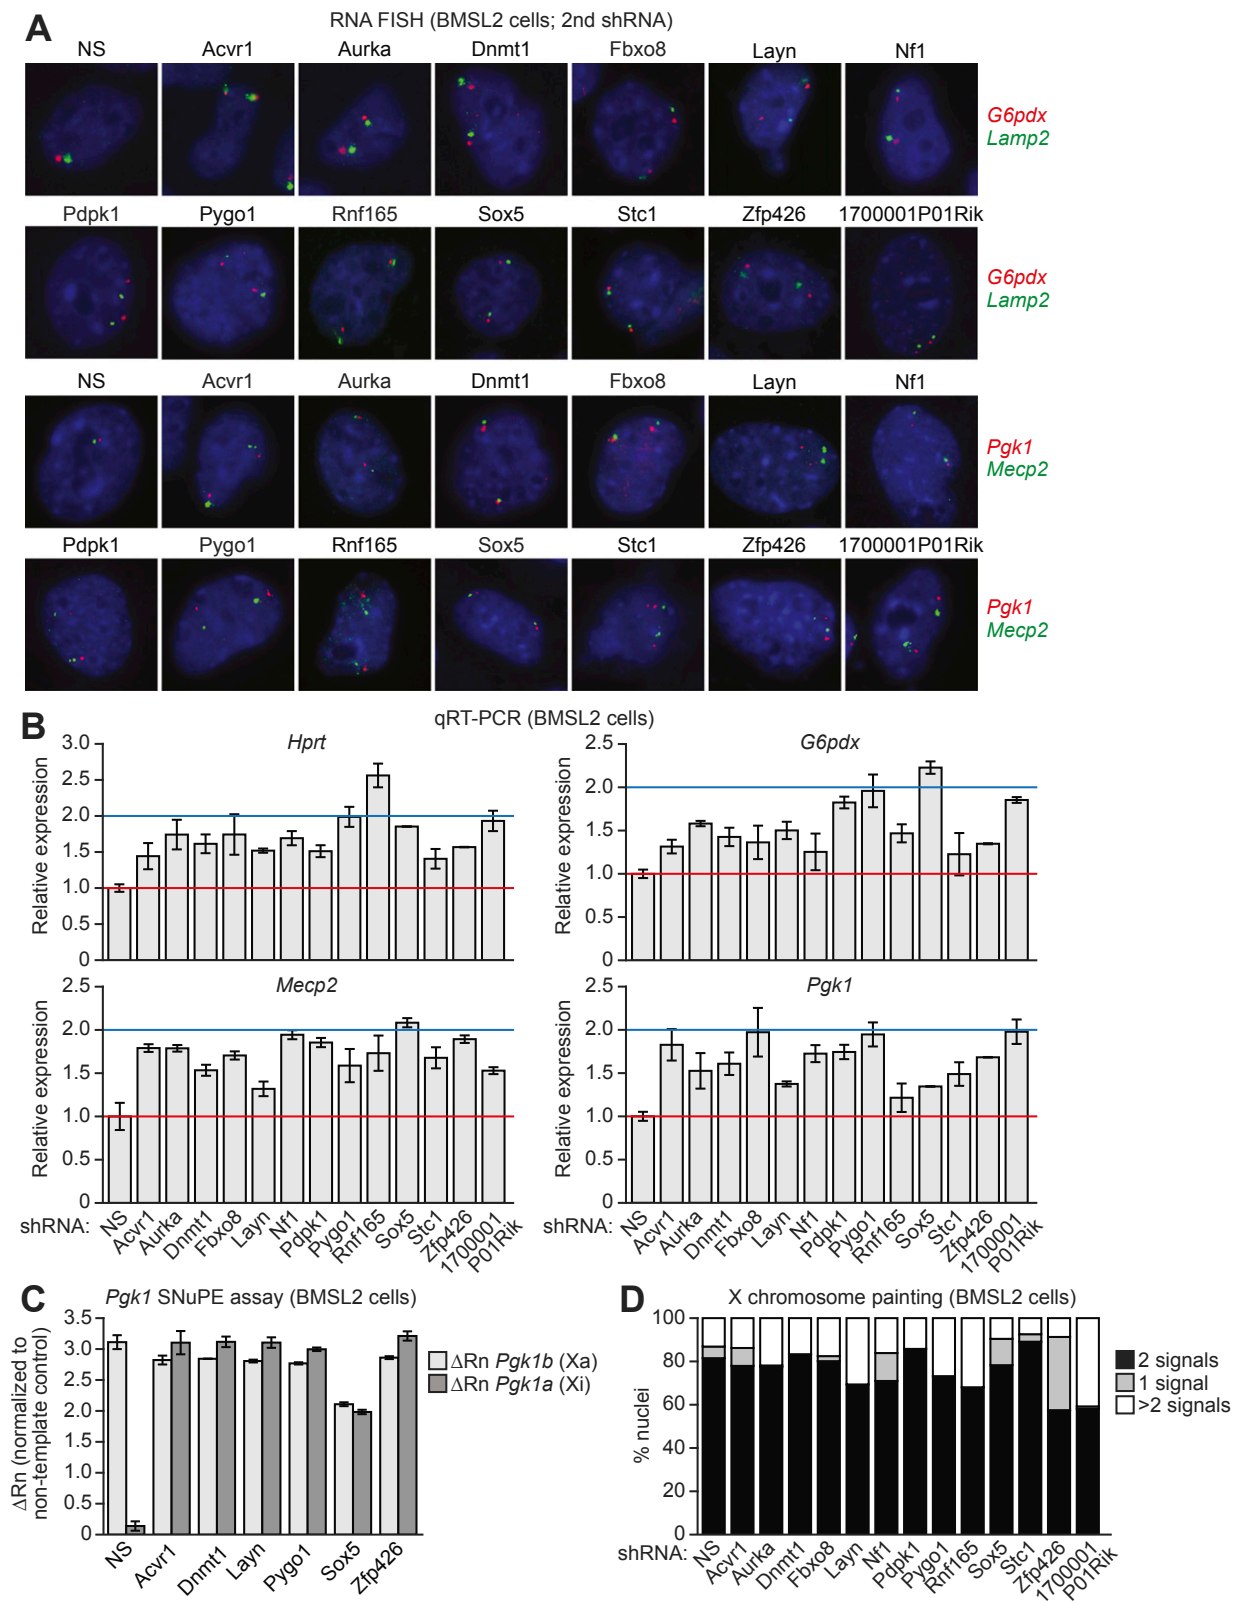 A
RNA FISH (BMSL2 cells; 2nd shRNA)
NS Acvr1 Aurka Dnmt1 Fbxo8 Layn Nf1
G6pdx
Lamp2
Pdpk1 Pygo1 Rnf165 Sox5 Stc1 Zfp426 1700001P01Rik
G6pdx
Lamp2
NS Acvr1 Aurka Dnmt1 Fbxo8 Layn Nf1
Pgk1
Mecp2
Pdpk1 Pygo1 Rnf165 Sox5 Stc1 Zfp426 1700001P01Rik
Pgk1
Mecp2
B
qRT-PCR (BMSL2 cells)
Hprt
Relative expression
3.0
2.5
2.0
1.5
1.0
0.5
0
G6pdx
Relative expression
2.5
2.0
1.5
1.0
0.5
0
Mecp2
Relative expression
2.5
2.0
1.5
1.0
0.5
0
shRNA: NS Acvr1 Aurka Dnmt1 Fbxo8 Layn Nf1 Pdpk1 Pygo1 Rnf165 Sox5 Stc1 Zfp426 1700001 P01Rik
Pgk1
Relative expression
2.5
2.0
1.5
1.0
0.5
0
shRNA: NS Acvr1 Aurka Dnmt1 Fbxo8 Layn Nf1 Pdpk1 Pygo1 Rnf165 Sox5 Stc1 Zfp426 1700001 P01Rik
C
Pgk1 SNuPE assay (BMSL2 cells)
ΔRn (normalized to
non-template control)
3.5
3.0
2.5
2.0
1.5
1.0
0.5
0
ΔRn Pgk1b (Xa)
ΔRn Pgk1a (Xi)
NS Acvr1 Dnmt1 Layn Pygo1 Sox5 Zfp426
D
X chromosome painting (BMSL2 cells)
% nuclei
100
80
60
40
20
0
2 signals
1 signal
>2 signals
shRNA: NS Acvr1 Aurka Dnmt1 Fbxo8 Layn Nf1 Pdpk1 Pygo1 Rnf165 Sox5 Stc1 Zfp426 1700001 P01Rik